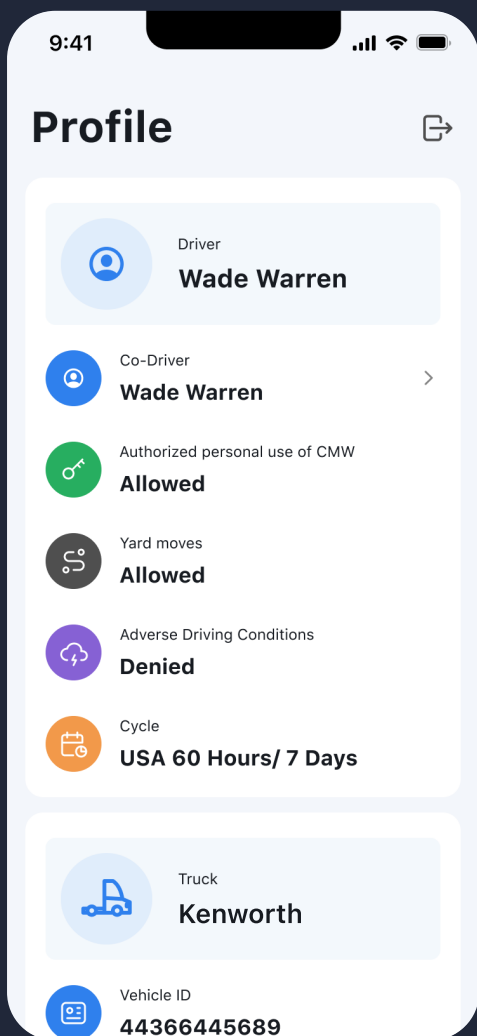 9:41
Profile
Driver
Wade Warren
Co-Driver
Wade Warren
Authorized personal use of CMW
Allowed
Yard moves
Allowed
Adverse Driving Conditions
Denied
Cycle
USA 60 Hours/ 7 Days
Truck
Kenworth
Vehicle ID
44366445689